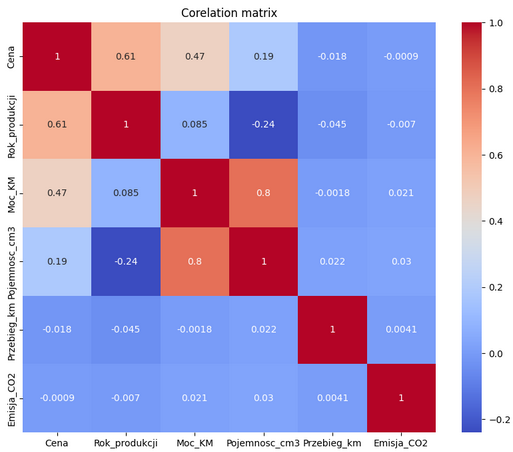 Corelation matrix
Cena 1 0.61 0.47 0.19 -0.018 -0.0009
Rok_produkcji 0.61 1 0.085 -0.24 -0.045 -0.007
Moc_KM 0.47 0.085 1 0.8 -0.0018 0.021
Pojemnosc_cm3 0.19 -0.24 0.8 1 0.022 0.03
Przebieg_km -0.018 -0.045 -0.0018 0.022 1 0.0041
Emisja_CO2 -0.0009 -0.007 0.021 0.03 0.0041 1
Cena Rok_produkcji Moc_KM Pojemnosc_cm3 Przebieg_km Emisja_CO2
1.0
0.8
0.6
0.4
0.2
0.0
−0.2